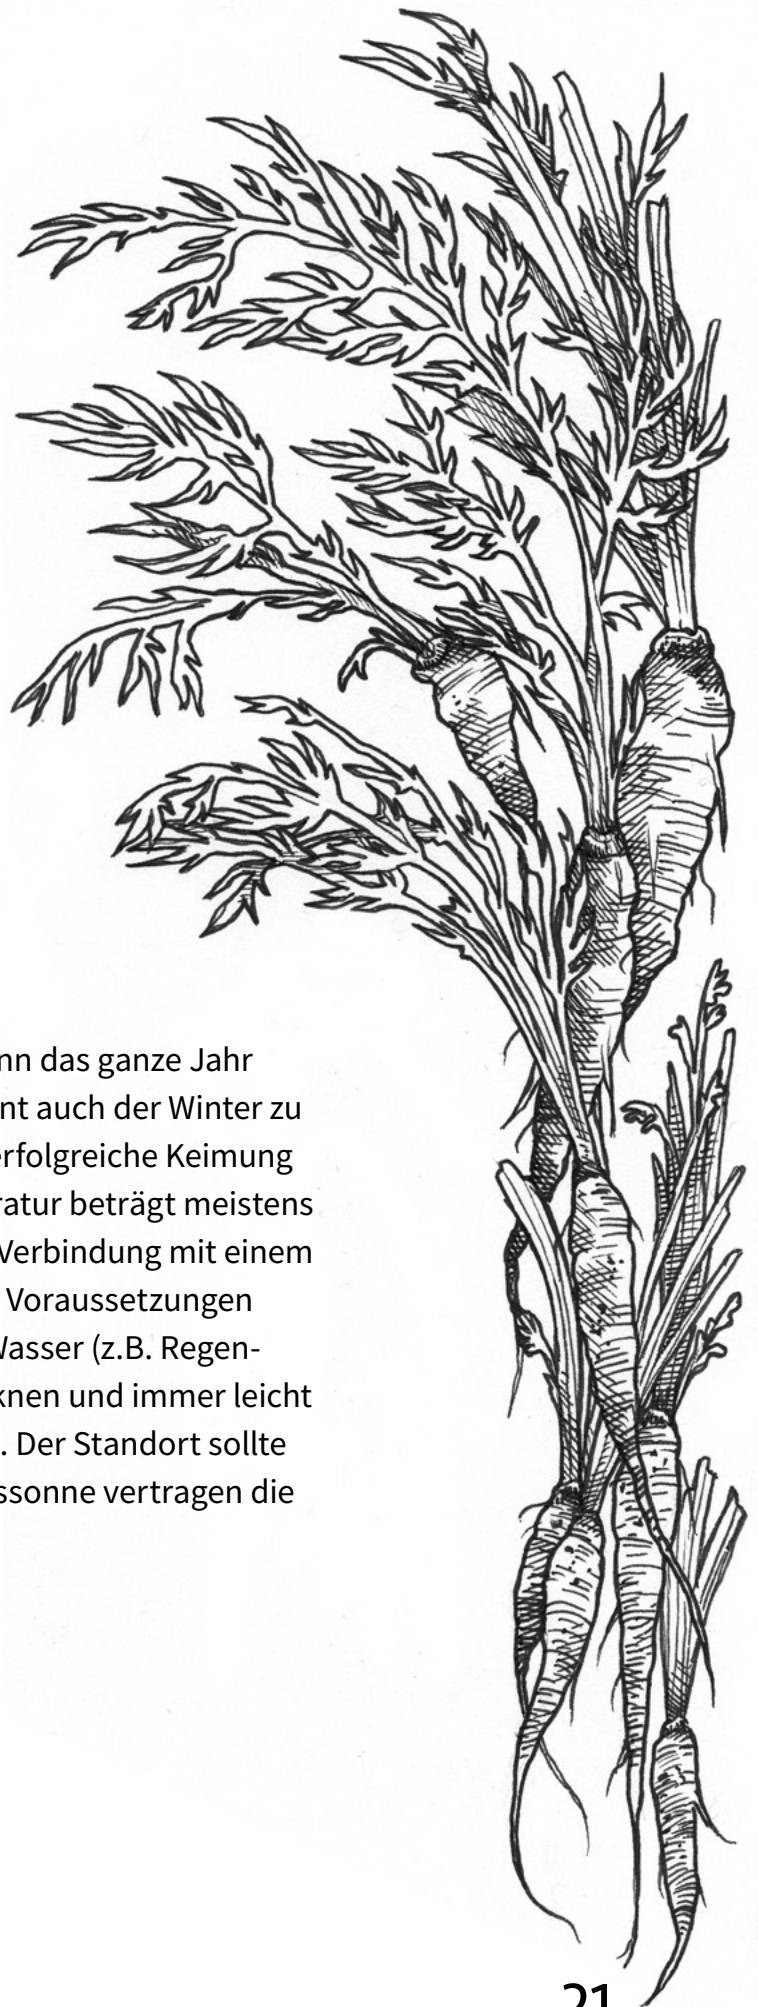 nn das ganze Jahr
nt auch der Winter zu
erfolgreiche Keimung
ratur beträgt meistens
Verbindung mit einem
Voraussetzungen
Wasser (z.B. Regen-
knen und immer leicht
. Der Standort sollte
ssonne vertragen die
21